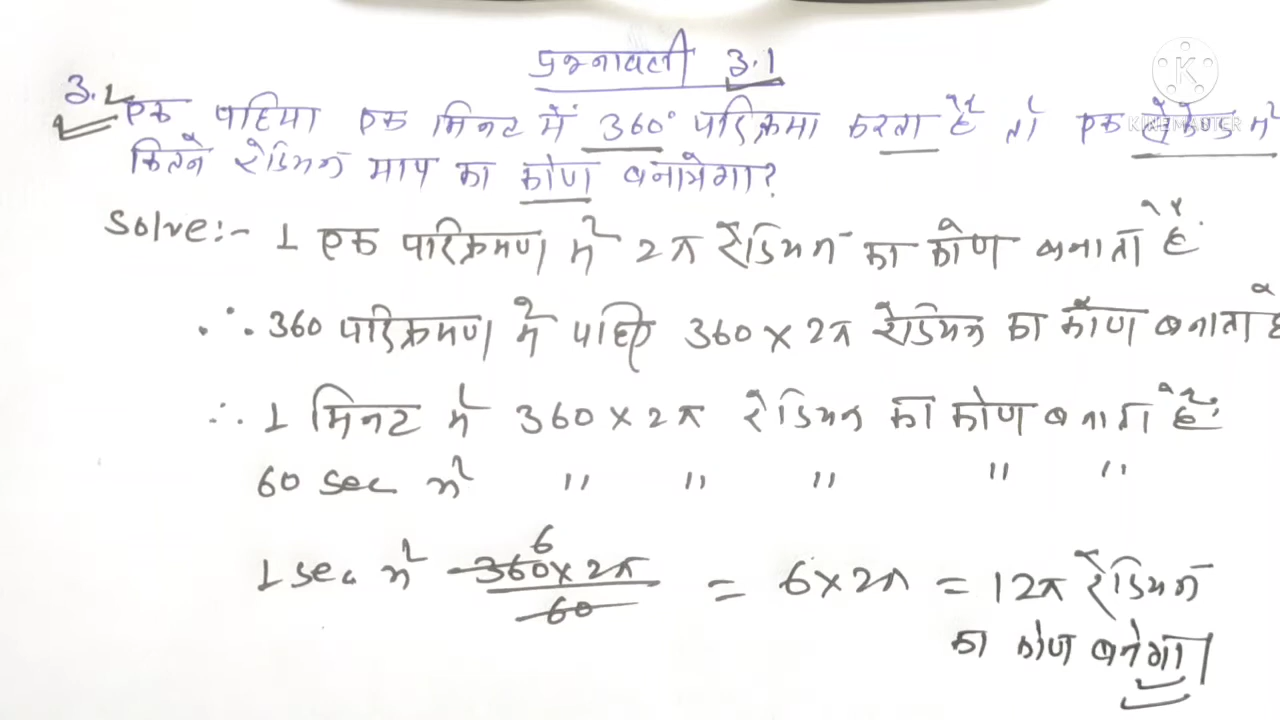 प्रश्नावली 3.1
3.1 एक पहिया एक मिनट में 360° परिक्रमा करता है तो एक सेकेण्ड में
कितने रेडियन माप का कोण बनायेगा?
Solve:- 1 एक परिक्रमण में 2π रेडियन का कोण बनाता है.
∴ 360 परिक्रमण में पहि 360 × 2π रेडियन का कोण बनाता है
∴ 1 मिनट में 360 × 2π रेडियन का कोण बनाता है.
60 sec में " " " " "
1 sec में 360 × 2π / 60 = 6 × 2π = 12π रेडियन
6
का कोण बनेगा।
K
KINEMASTER